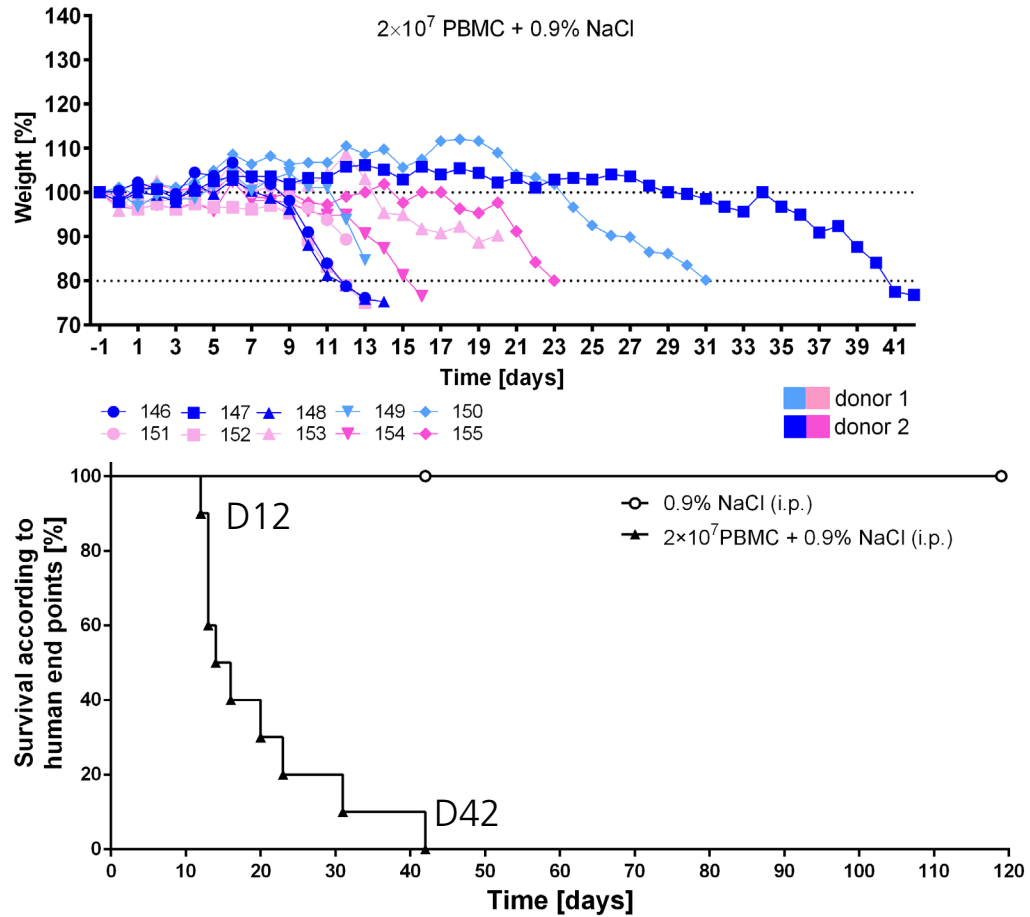 2×10⁷ PBMC + 0.9% NaCl
Weight [%]
140
130
120
110
100
90
80
70
-1 1 3 5 7 9 11 13 15 17 19 21 23 25 27 29 31 33 35 37 39 41
Time [days]
146 147 148 149 150
151 152 153 154 155
donor 1
donor 2
Survival according to
human end points [%]
100
80
60
40
20
0
D12
D42
0.9% NaCl (i.p.)
2×10⁷PBMC + 0.9% NaCl (i.p.)
0 10 20 30 40 50 60 70 80 90 100 110 120
Time [days]